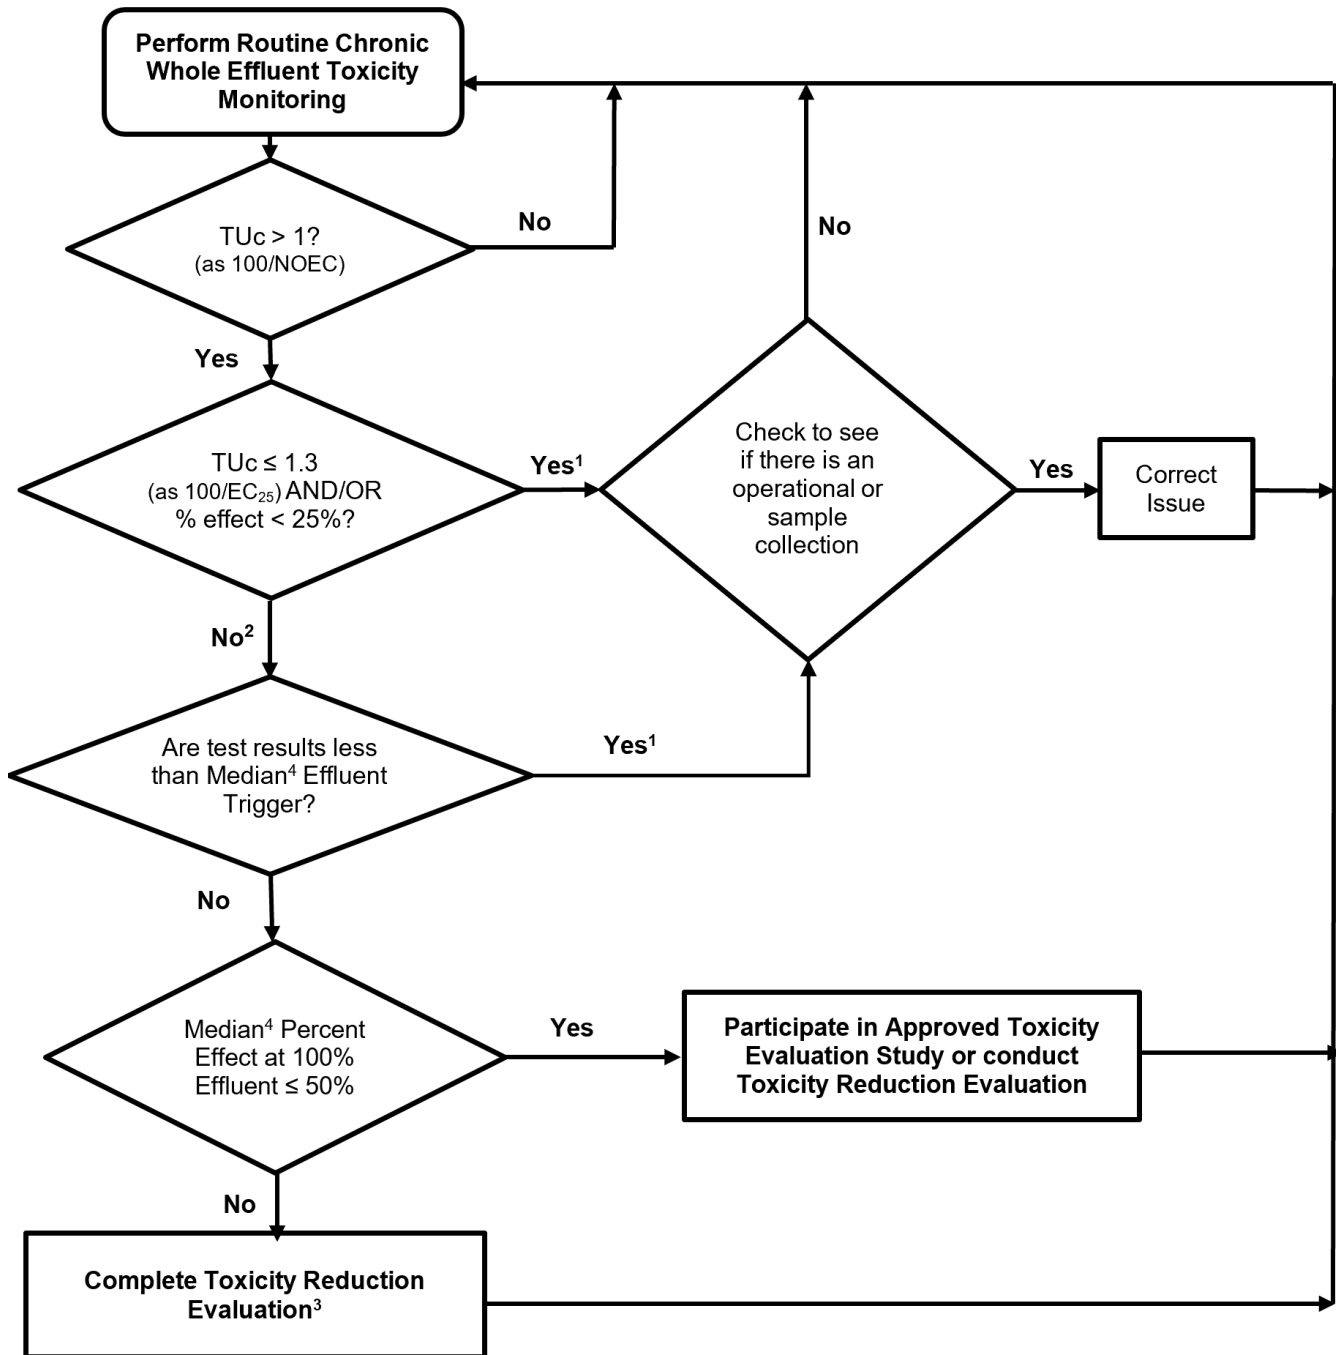 Perform Routine Chronic
Whole Effluent Toxicity
Monitoring
TUc > 1?
(as 100/NOEC)
No
No
Yes
TUc ≤ 1.3
(as 100/EC₂₅) AND/OR
% effect < 25%?
Yes¹
Check to see
if there is an
operational or
sample
collection
Yes
Correct
Issue
No²
Are test results less
than Median⁴ Effluent
Trigger?
Yes¹
No
Median⁴ Percent
Effect at 100%
Effluent ≤ 50%
Yes
Participate in Approved Toxicity
Evaluation Study or conduct
Toxicity Reduction Evaluation
No
Complete Toxicity Reduction
Evaluation³